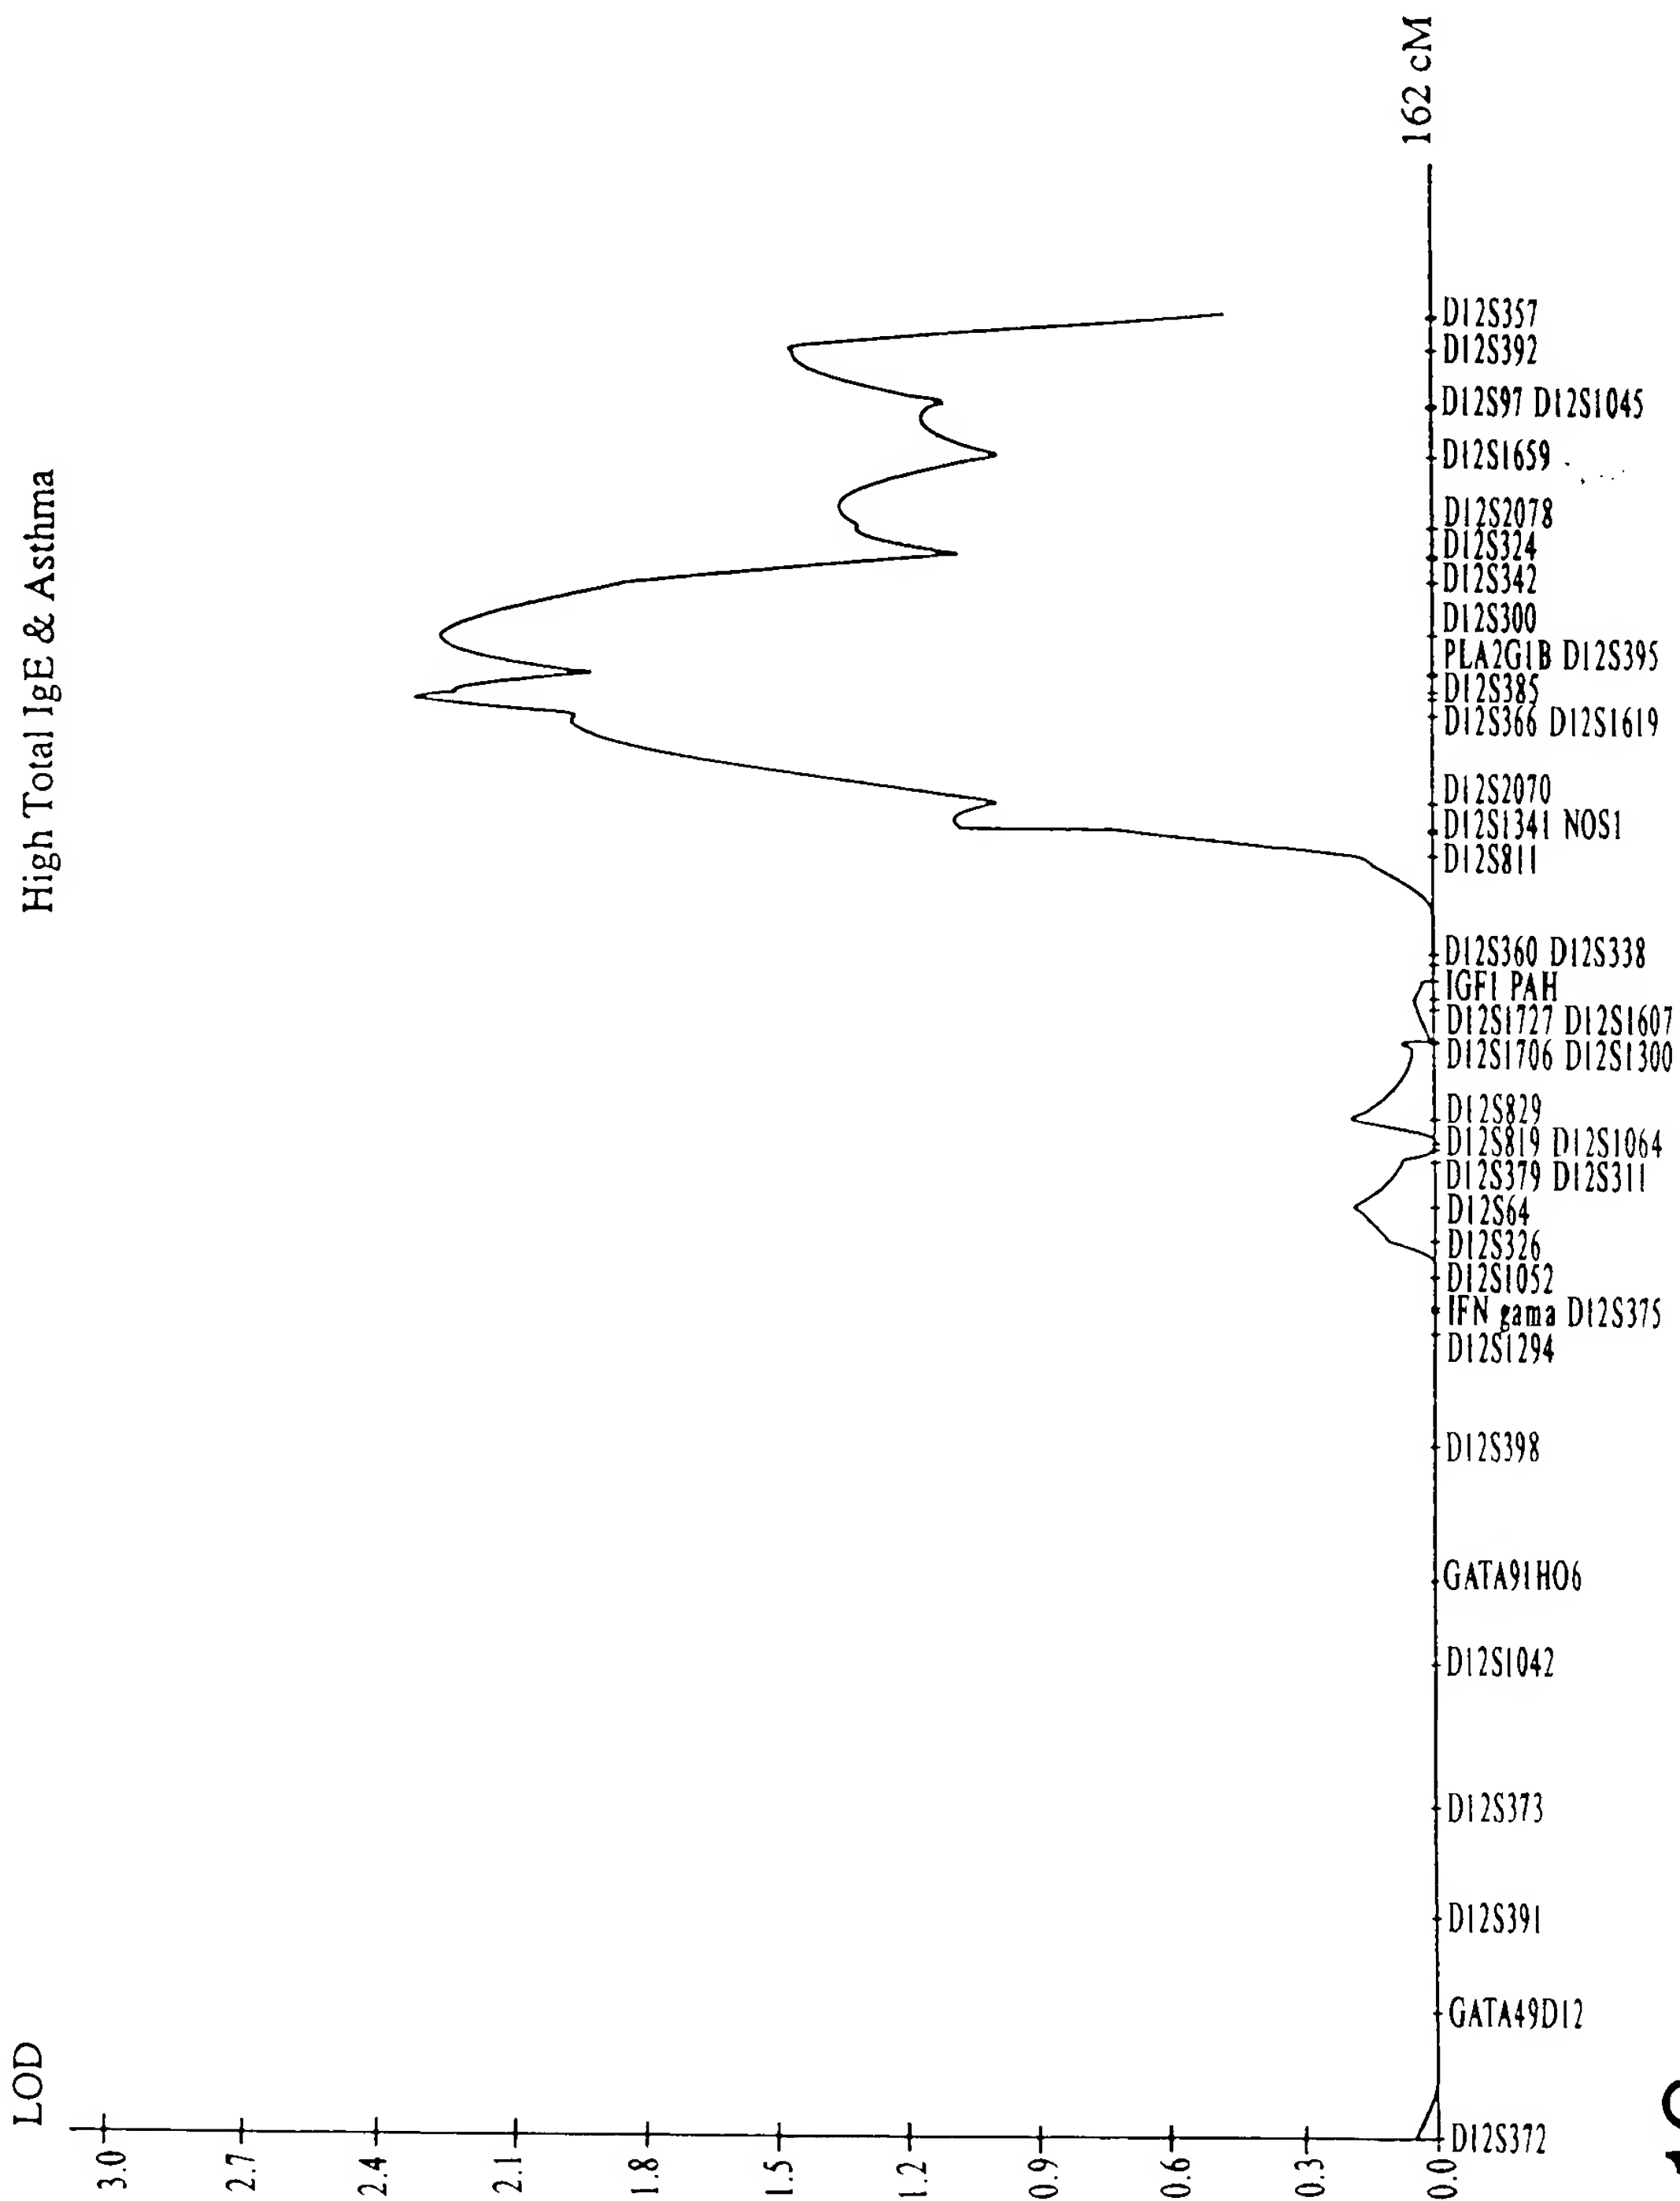 High Total IgE & Asthma
LOD
3.0
2.7
2.4
2.1
1.8
1.5
1.2
0.9
0.6
0.3
0.0
D12S372
GATA49D12
D12S391
D12S373
D12S1042
GATA91HO6
D12S398
D12S1294
IFN gama D12S375
D12S1052
D12S326
D12S64
D12S379 D12S311
D12S819 D12S1064
D12S829
D12S1706 D12S1300
D12S1727 D12S1607
IGF1 PAH
D12S360 D12S338
D12S811
D12S1341 NOS1
D12S2070
D12S366 D12S1619
D12S385
PLA2G1B D12S395
D12S300
D12S342
D12S324
D12S2078
D12S1659
D12S97 D12S1045
D12S392
D12S357
162 cM